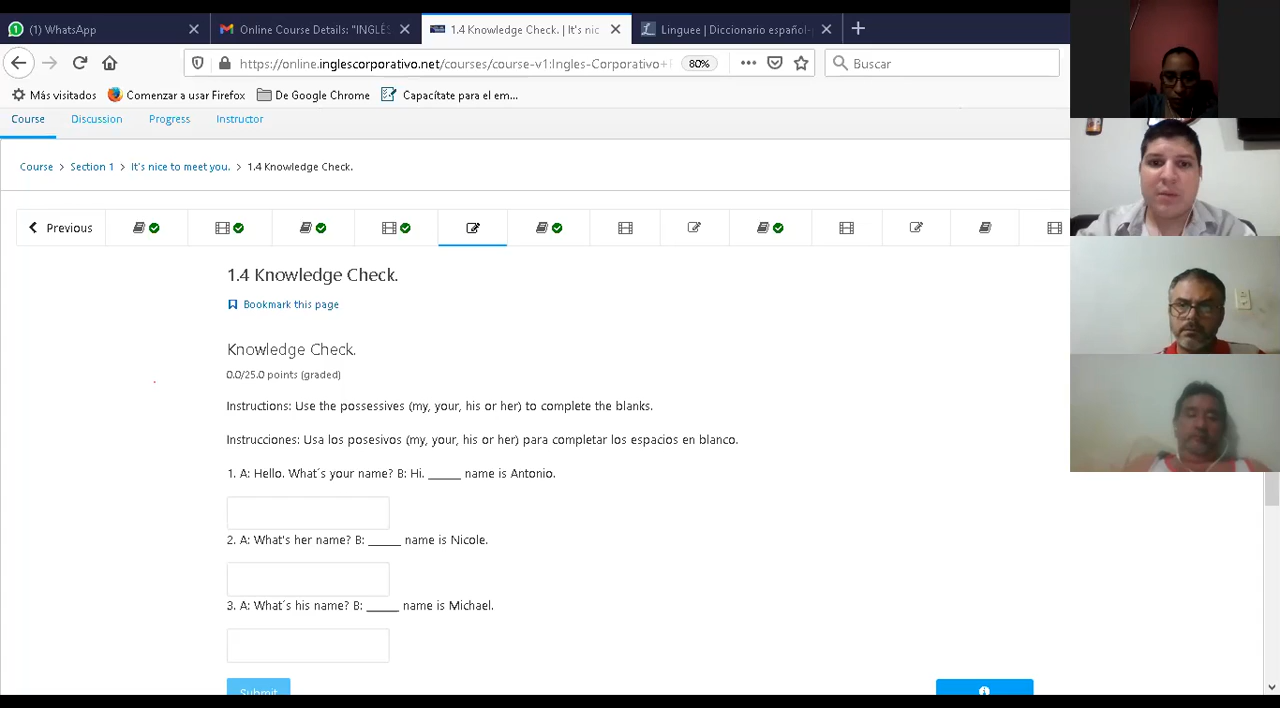 (1) WhatsApp
Online Course Details: "INGLÉS
1.4 Knowledge Check. | It's nic
Linguee | Diccionario español-
https://online.inglescorporativo.net/courses/course-v1:Ingles-Corporativo+
80%
Buscar
Más visitados
Comenzar a usar Firefox
De Google Chrome
Capacítate para el em...
Course
Discussion
Progress
Instructor
Course > Section 1 > It's nice to meet you. > 1.4 Knowledge Check.
Previous
1.4 Knowledge Check.
Bookmark this page
Knowledge Check.
0.0/25.0 points (graded)
Instructions: Use the possessives (my, your, his or her) to complete the blanks.
Instrucciones: Usa los posesivos (my, your, his or her) para completar los espacios en blanco.
1. A: Hello. What´s your name? B: Hi. _____ name is Antonio.
2. A: What's her name? B: _____ name is Nicole.
3. A: What´s his name? B: _____ name is Michael.
Submit